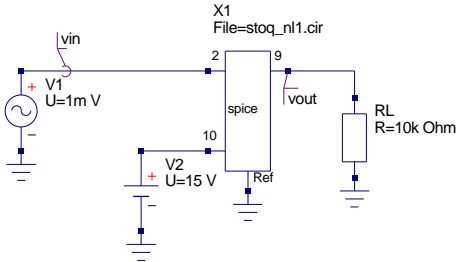 X1
File=stoq_nl1.cir
vin
2
9
+
V1
U=1m V
−
spice
vout
RL
R=10k Ohm
10
+
V2
U=15 V
−
Ref